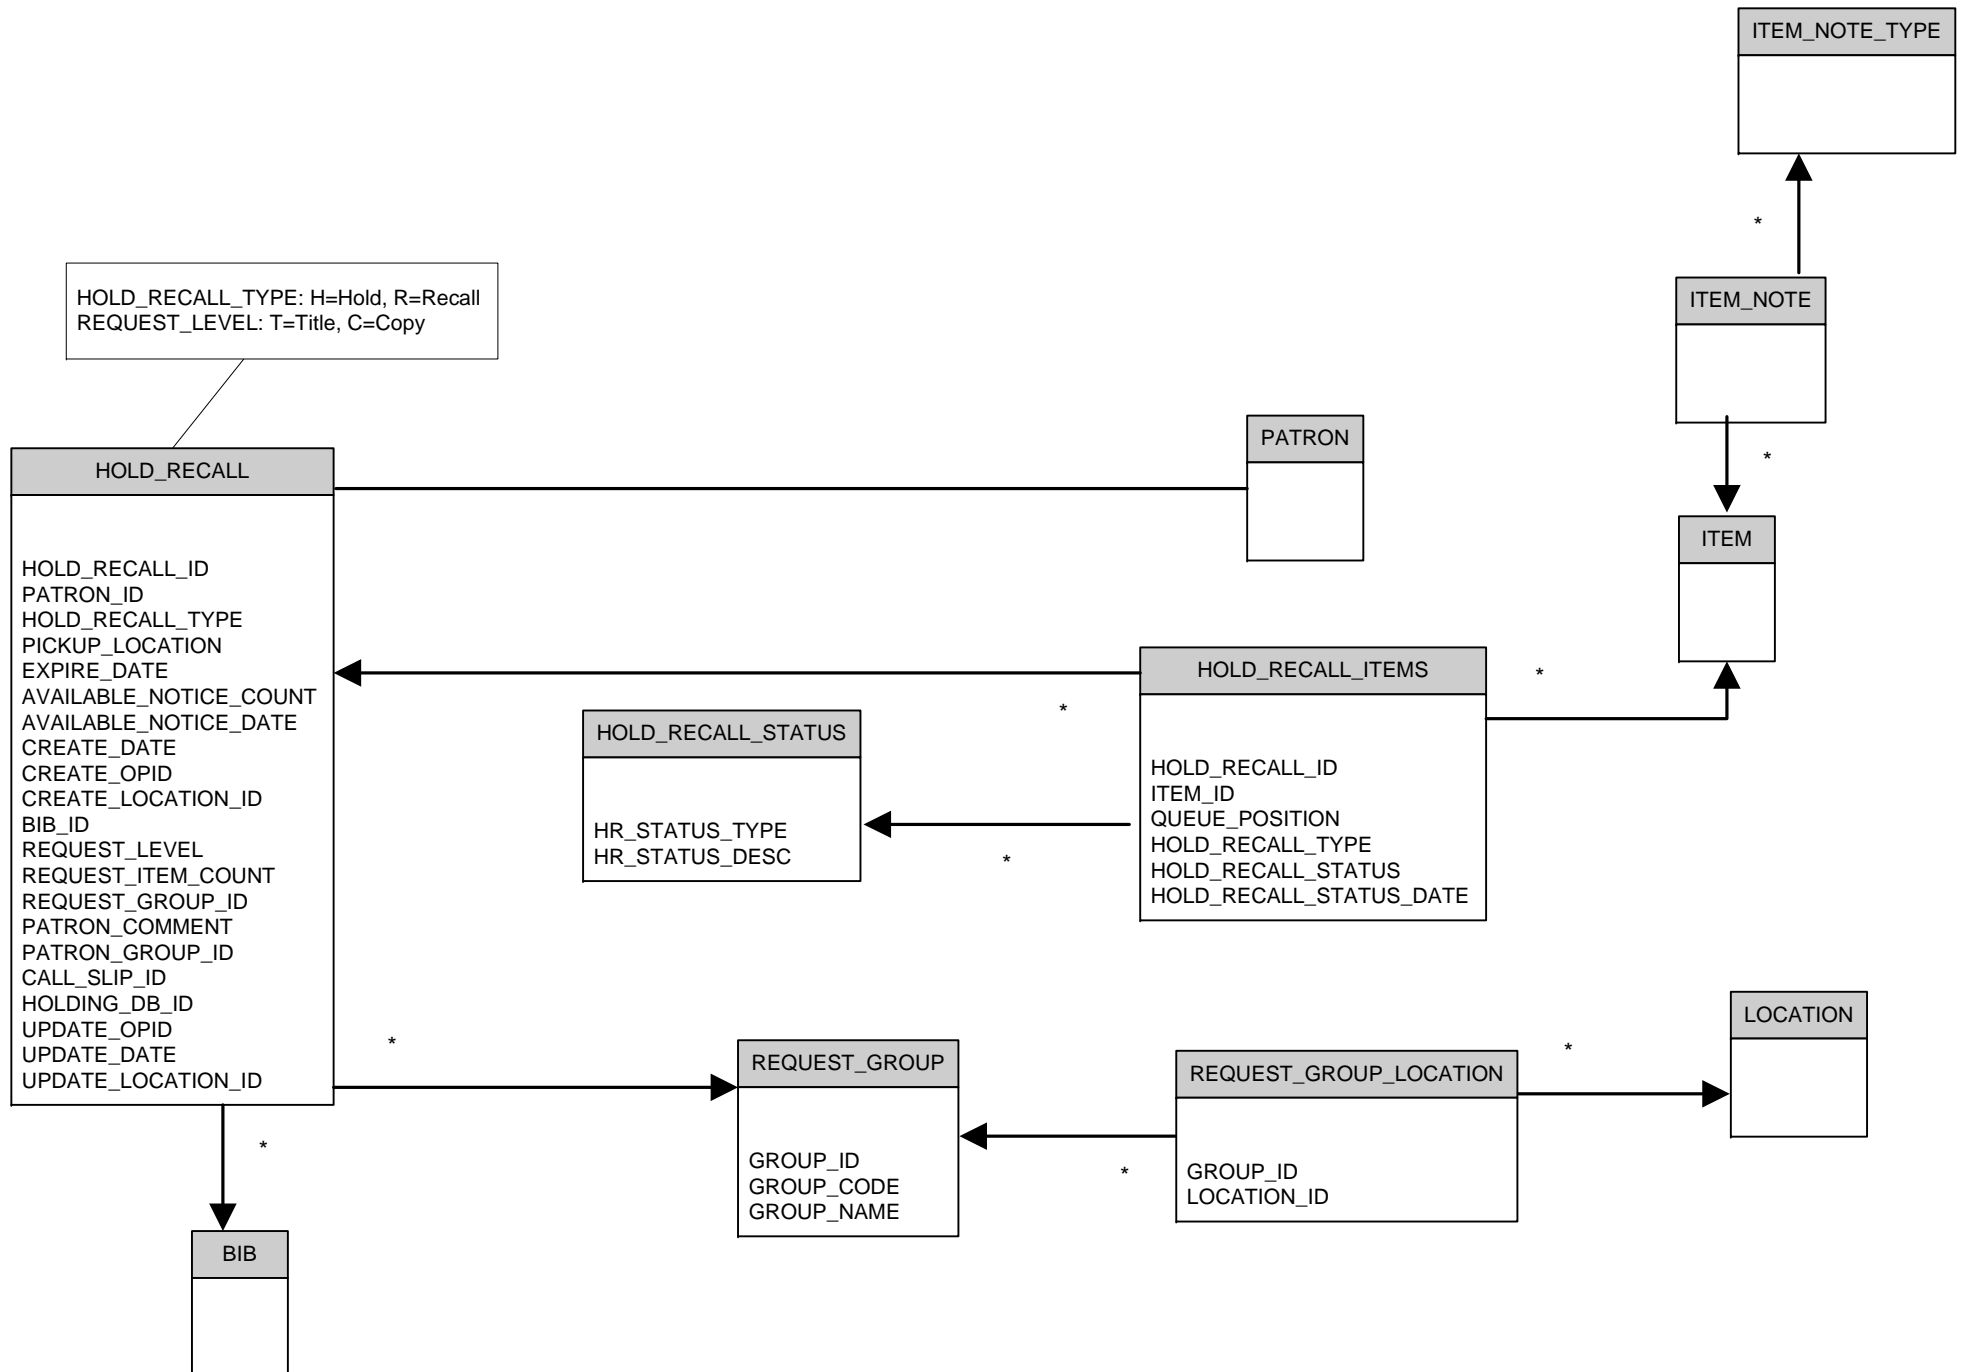 ITEM_NOTE_TYPE
*
HOLD_RECALL_TYPE: H=Hold, R=Recall
REQUEST_LEVEL: T=Title, C=Copy
ITEM_NOTE
*
HOLD_RECALL
HOLD_RECALL_ID
PATRON_ID
HOLD_RECALL_TYPE
PICKUP_LOCATION
EXPIRE_DATE
AVAILABLE_NOTICE_COUNT
AVAILABLE_NOTICE_DATE
CREATE_DATE
CREATE_OPID
CREATE_LOCATION_ID
BIB_ID
REQUEST_LEVEL
REQUEST_ITEM_COUNT
REQUEST_GROUP_ID
PATRON_COMMENT
PATRON_GROUP_ID
CALL_SLIP_ID
HOLDING_DB_ID
UPDATE_OPID
UPDATE_DATE
UPDATE_LOCATION_ID
PATRON
ITEM
HOLD_RECALL_ITEMS
*
*
HOLD_RECALL_ID
ITEM_ID
QUEUE_POSITION
HOLD_RECALL_TYPE
HOLD_RECALL_STATUS
HOLD_RECALL_STATUS_DATE
HOLD_RECALL_STATUS
HR_STATUS_TYPE
HR_STATUS_DESC
*
*
REQUEST_GROUP
GROUP_ID
GROUP_CODE
GROUP_NAME
*
REQUEST_GROUP_LOCATION
GROUP_ID
LOCATION_ID
*
LOCATION
*
BIB